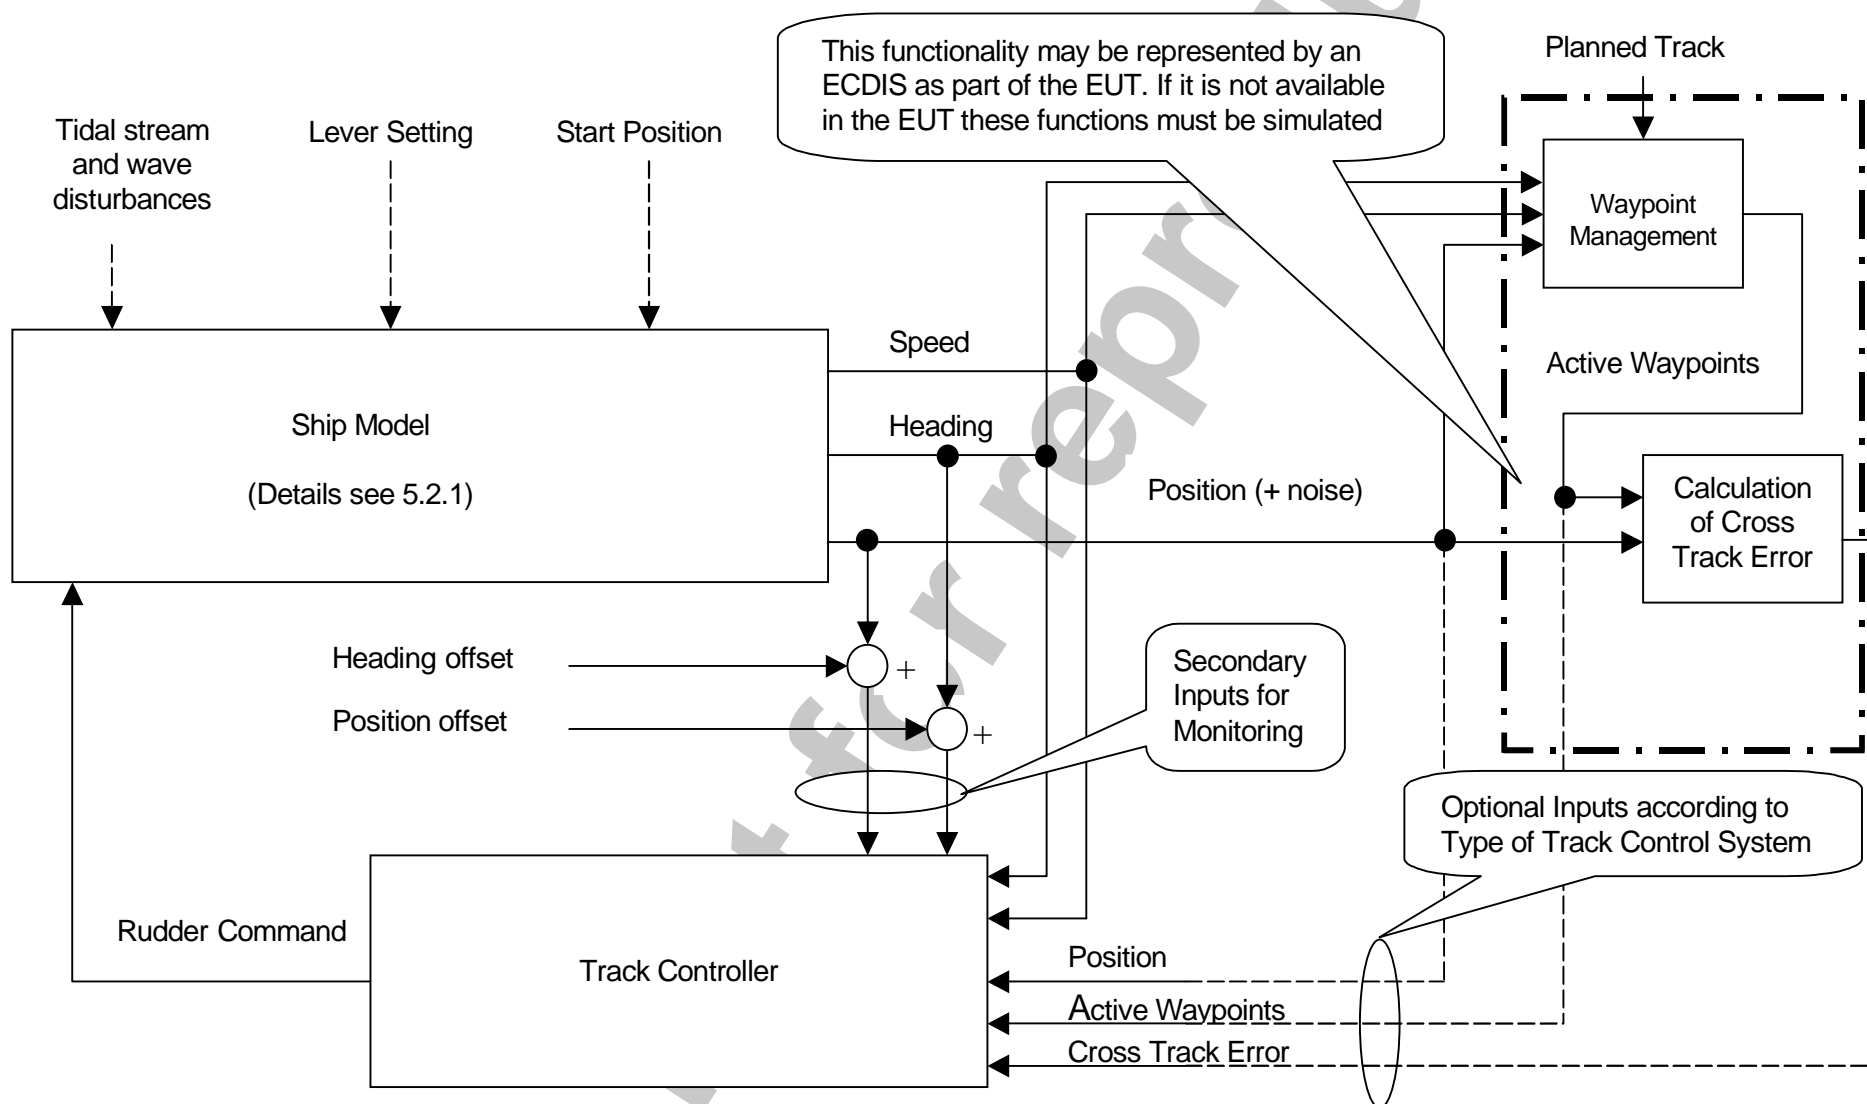 This functionality may be represented by an
ECDIS as part of the EUT. If it is not available
in the EUT these functions must be simulated
Planned Track
Tidal stream
and wave
disturbances
Lever Setting
Start Position
Waypoint
Management
Speed
Active Waypoints
Ship Model
(Details see 5.2.1)
Heading
Position (+ noise)
Calculation
of Cross
Track Error
Heading offset
+
Position offset
+
Secondary
Inputs for
Monitoring
Optional Inputs according to
Type of Track Control System
Rudder Command
Track Controller
Position
Active Waypoints
Cross Track Error
for